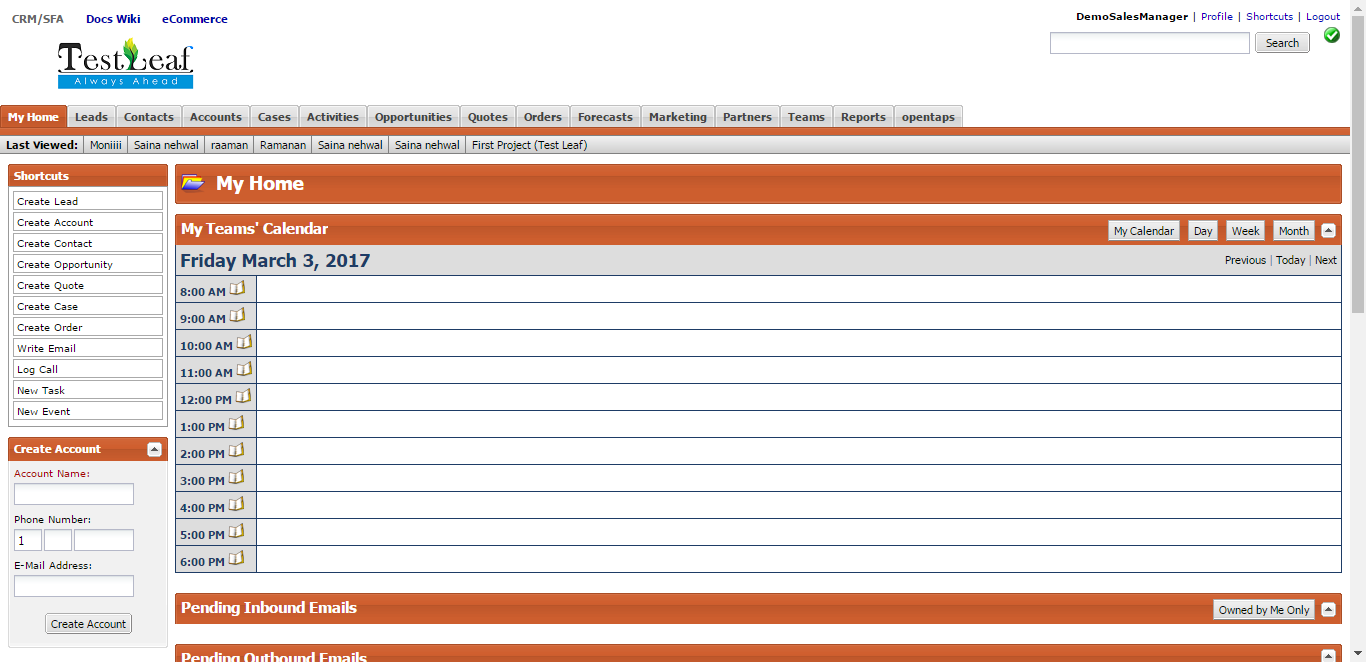 CRM/SFA Docs Wiki eCommerce
DemoSalesManager | Profile | Shortcuts | Logout
Search
TestLeaf
Always Ahead
My Home Leads Contacts Accounts Cases Activities Opportunities Quotes Orders Forecasts Marketing Partners Teams Reports opentaps
Last Viewed: Moniiii Saina nehwal raaman Ramanan Saina nehwal Saina nehwal First Project (Test Leaf)
Shortcuts
Create Lead
Create Account
Create Contact
Create Opportunity
Create Quote
Create Case
Create Order
Write Email
Log Call
New Task
New Event
Create Account
Account Name:
Phone Number:
1
E-Mail Address:
Create Account
My Home
My Teams' Calendar
My Calendar Day Week Month
Friday March 3, 2017
Previous | Today | Next
8:00 AM
9:00 AM
10:00 AM
11:00 AM
12:00 PM
1:00 PM
2:00 PM
3:00 PM
4:00 PM
5:00 PM
6:00 PM
Pending Inbound Emails
Owned by Me Only
Pending Outbound Emails